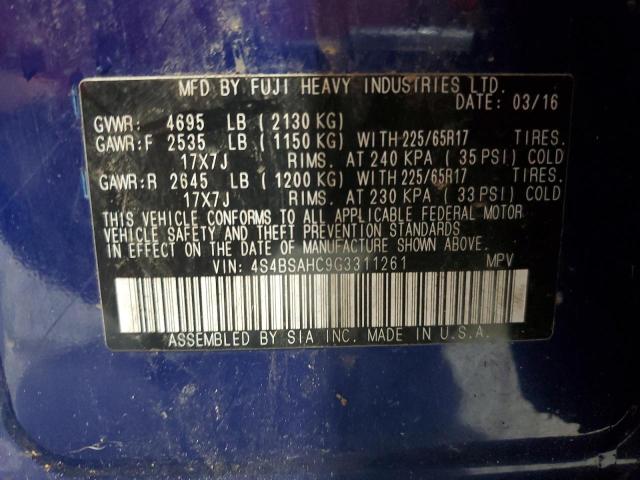 MFD BY FUJI HEAVY INDUSTRIES LTD.
DATE: 03/16
GVWR: 4695 LB (2130 KG)
GAWR:F 2535 LB (1150 KG) WITH 225/65R17 TIRES.
17X7J RIMS. AT 240 KPA (35 PSI) COLD
GAWR:R 2645 LB (1200 KG) WITH 225/65R17 TIRES.
17X7J RIMS. AT 230 KPA (33 PSI) COLD
THIS VEHICLE CONFORMS TO ALL APPLICABLE FEDERAL MOTOR
VEHICLE SAFETY AND THEFT PREVENTION STANDARDS
IN EFFECT ON THE DATE OF MANUFACTURE SHOWN ABOVE.
VIN: 4S4BSAHC9G3311261 MPV
ASSEMBLED BY SIA INC. MADE IN U.S.A.